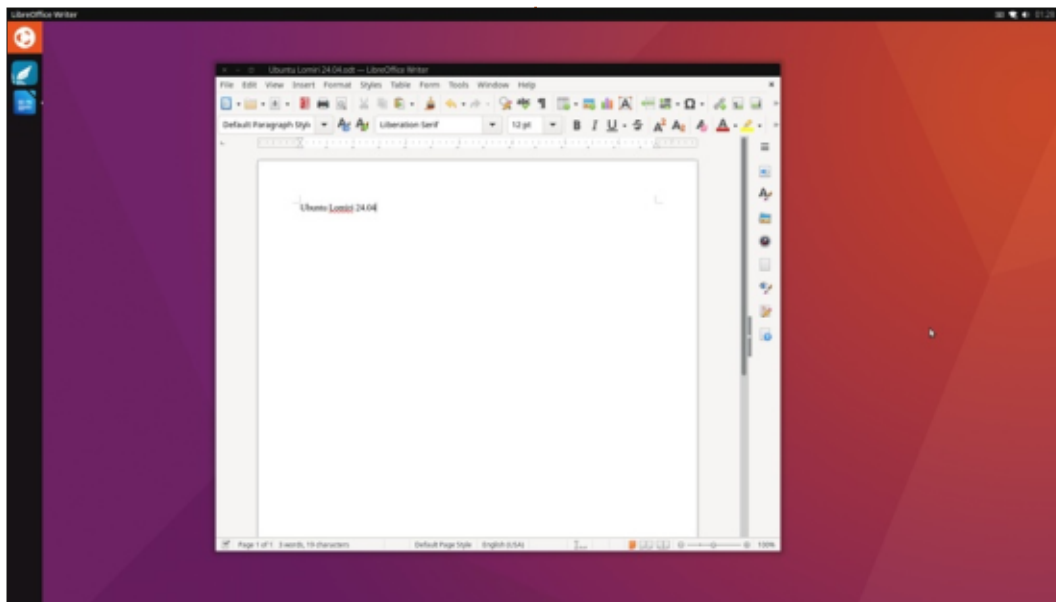 LibreOffice Writer
Ubuntu Lomiri 24.04.odt — LibreOffice Writer
File Edit View Insert Format Styles Table Form Tools Window Help
Default Paragraph Styl Liberation Serif 12 pt B I U S
Ubuntu Lomiri 24.04
Page 1 of 1 3 words, 19 characters Default Page Style English (USA) 100%